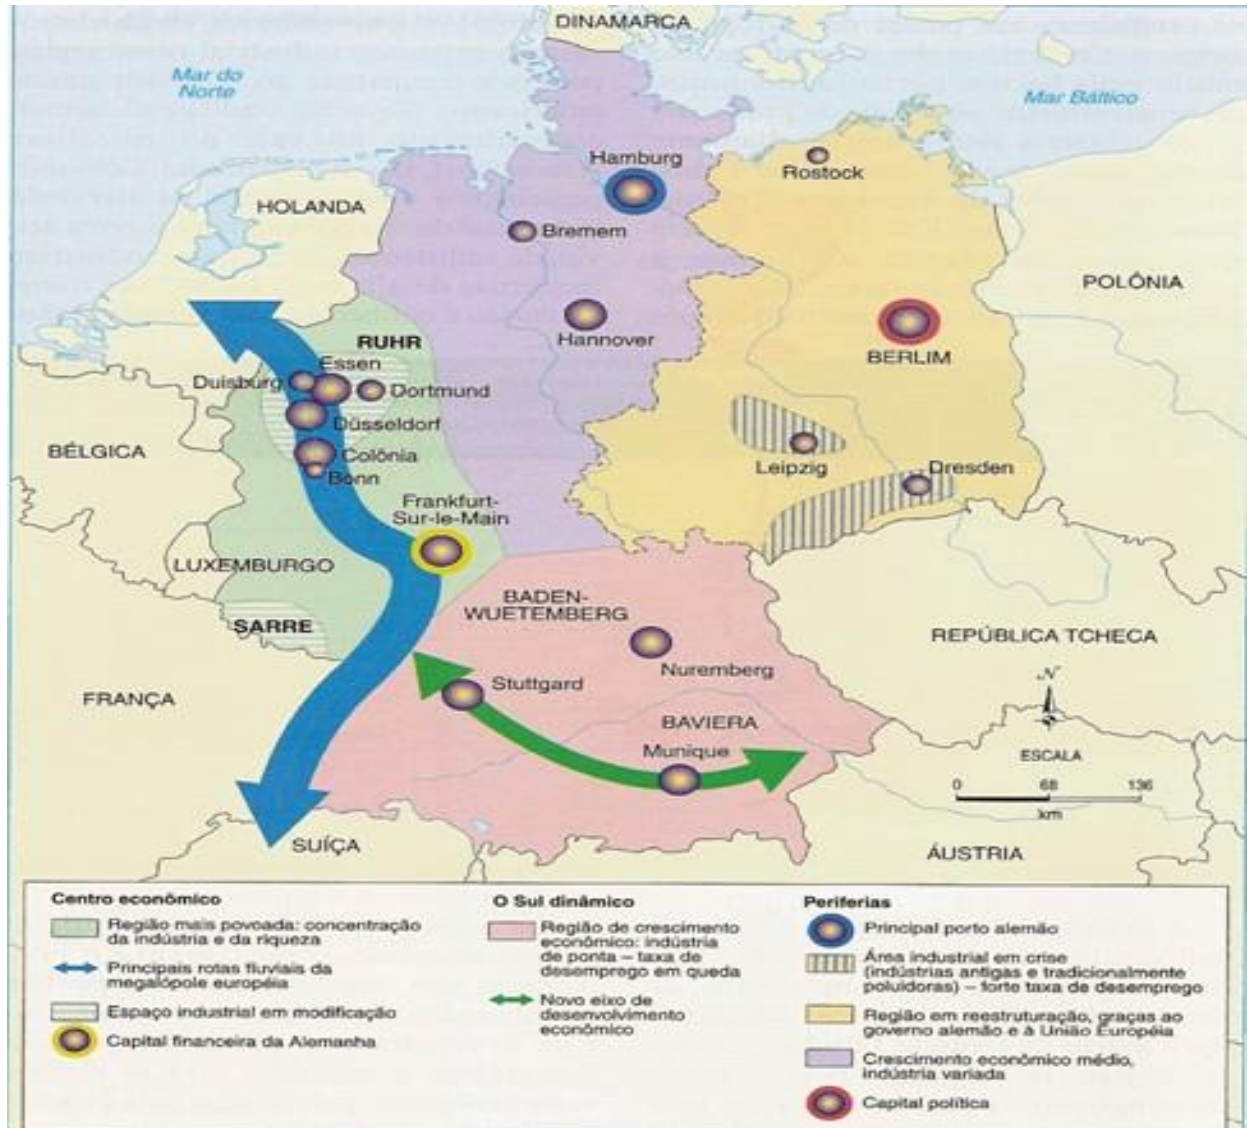 DINAMARCA
Mar do
Norte
Mar Báltico
Hamburg
Rostock
HOLANDA
Bremem
POLÓNIA
Hannover
BERLIM
RUHR
Essen
Duisburg
Dortmund
Düsseldorf
BÉLGICA
Colônia
Bonn
Leipzig
Dresden
Frankfurt-
Sur-le-Main
LUXEMBURGO
BADEN-
WUETEMBERG
SARRE
REPÚBLICA TCHECA
Nuremberg
N
FRANÇA
Stuttgard
BAVIERA
Munique
ESCALA
0 68 136
km
SUÍÇA
ÁUSTRIA
Centro econômico
Região mais povoada: concentração
da indústria e da riqueza
Principais rotas fluviais da
megalópole européia
Espaço industrial em modificação
Capital financeira da Alemanha
O Sul dinâmico
Região de crescimento
econômico: indústria
de ponta – taxa de
desemprego em queda
Novo eixo de
desenvolvimento
econômico
Periferias
Principal porto alemão
Área industrial em crise
(indústrias antigas e tradicionalmente
poluidoras) – forte taxa de desemprego
Região em reestruturação, graças ao
governo alemão e à União Européia
Crescimento econômico médio,
indústria variada
Capital política